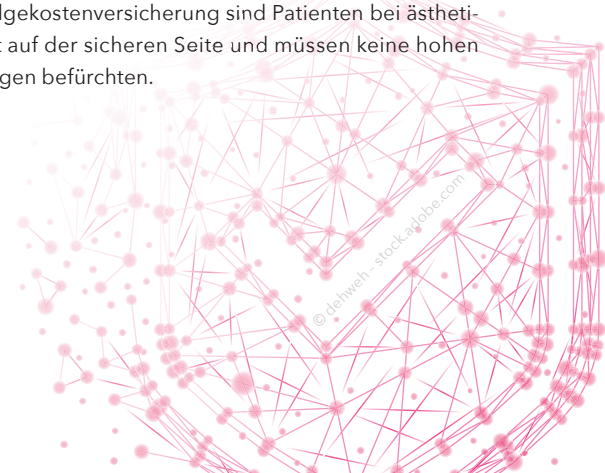 lgekostenversicherung sind Patienten bei ästheti-
t auf der sicheren Seite und müssen keine hohen
gen befürchten.
© dehweh - stock.adobe.com